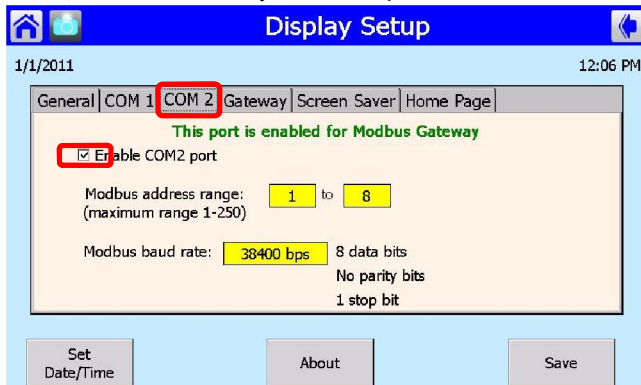 Display Setup
1/1/2011 12:06 PM
General COM 1 COM 2 Gateway Screen Saver Home Page
This port is enabled for Modbus Gateway
Enable COM2 port
Modbus address range: 1 to 8
(maximum range 1-250)
Modbus baud rate: 38400 bps 8 data bits
No parity bits
1 stop bit
Set
Date/Time
About
Save